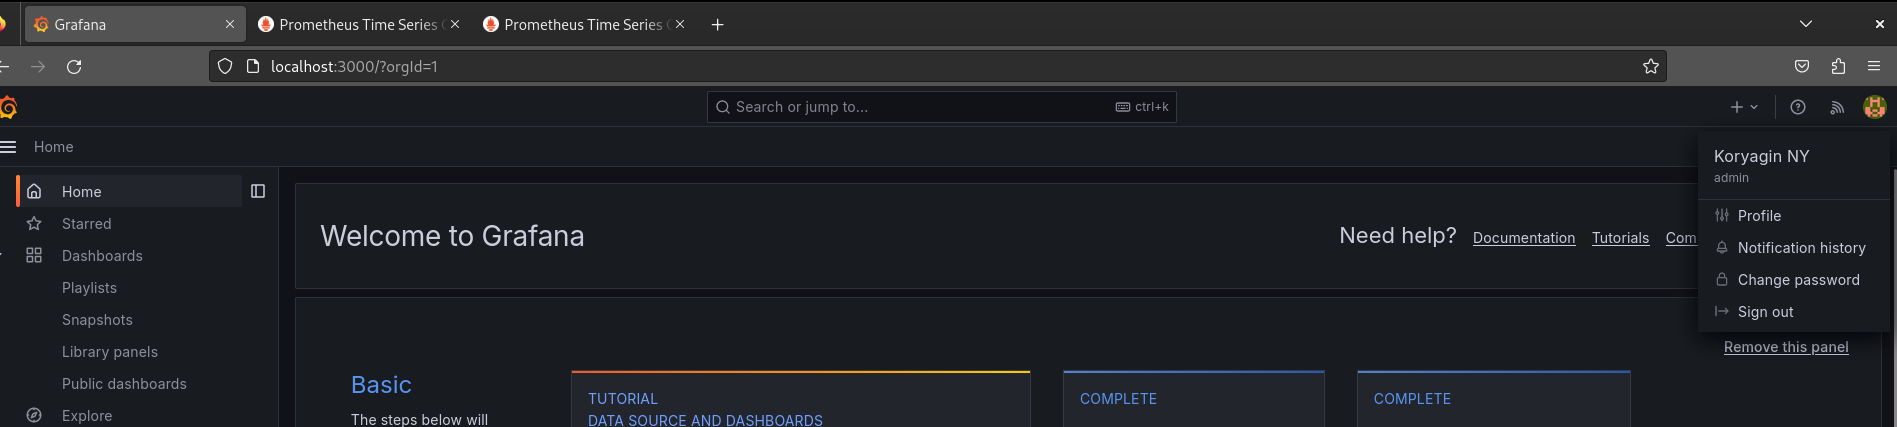 Grafana
Prometheus Time Series
Prometheus Time Series
localhost:3000/?orgId=1
Search or jump to...
ctrl+k
Home
Koryagin NY
admin
Profile
Notification history
Change password
Sign out
Home
Starred
Dashboards
Playlists
Snapshots
Library panels
Public dashboards
Explore
Welcome to Grafana
Need help?
Documentation
Tutorials
Com
Remove this panel
Basic
The steps below will
TUTORIAL
DATA SOURCE AND DASHBOARDS
COMPLETE
COMPLETE